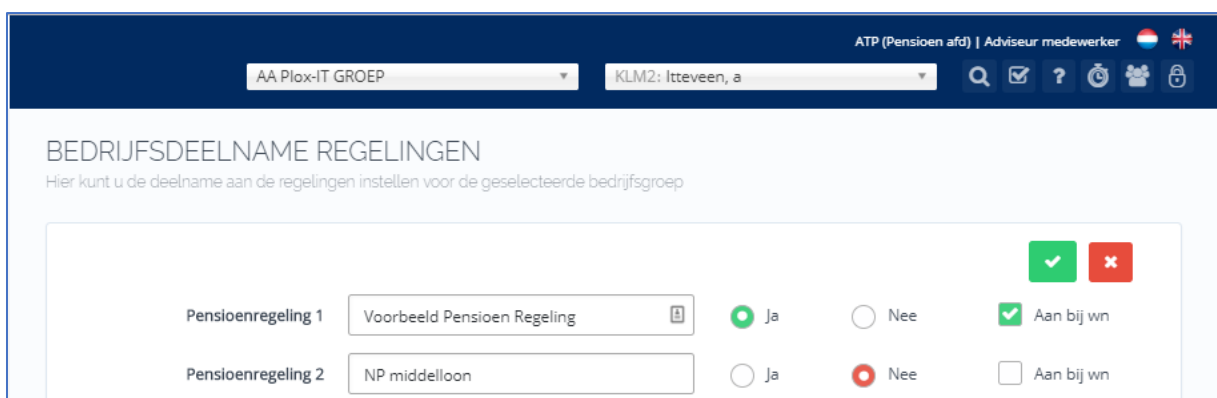 ATP (Pensioen afd) | Adviseur medewerker
AA Plox-IT GROEP
KLM2: Itteveen, a
?
BEDRIJFSDEELNAME REGELINGEN
Hier kunt u de deelname aan de regelingen instellen voor de geselecteerde bedrijfsgroep
Pensioenregeling 1 Voorbeeld Pensioen Regeling Ja Nee Aan bij wn
Pensioenregeling 2 NP middelloon Ja Nee Aan bij wn